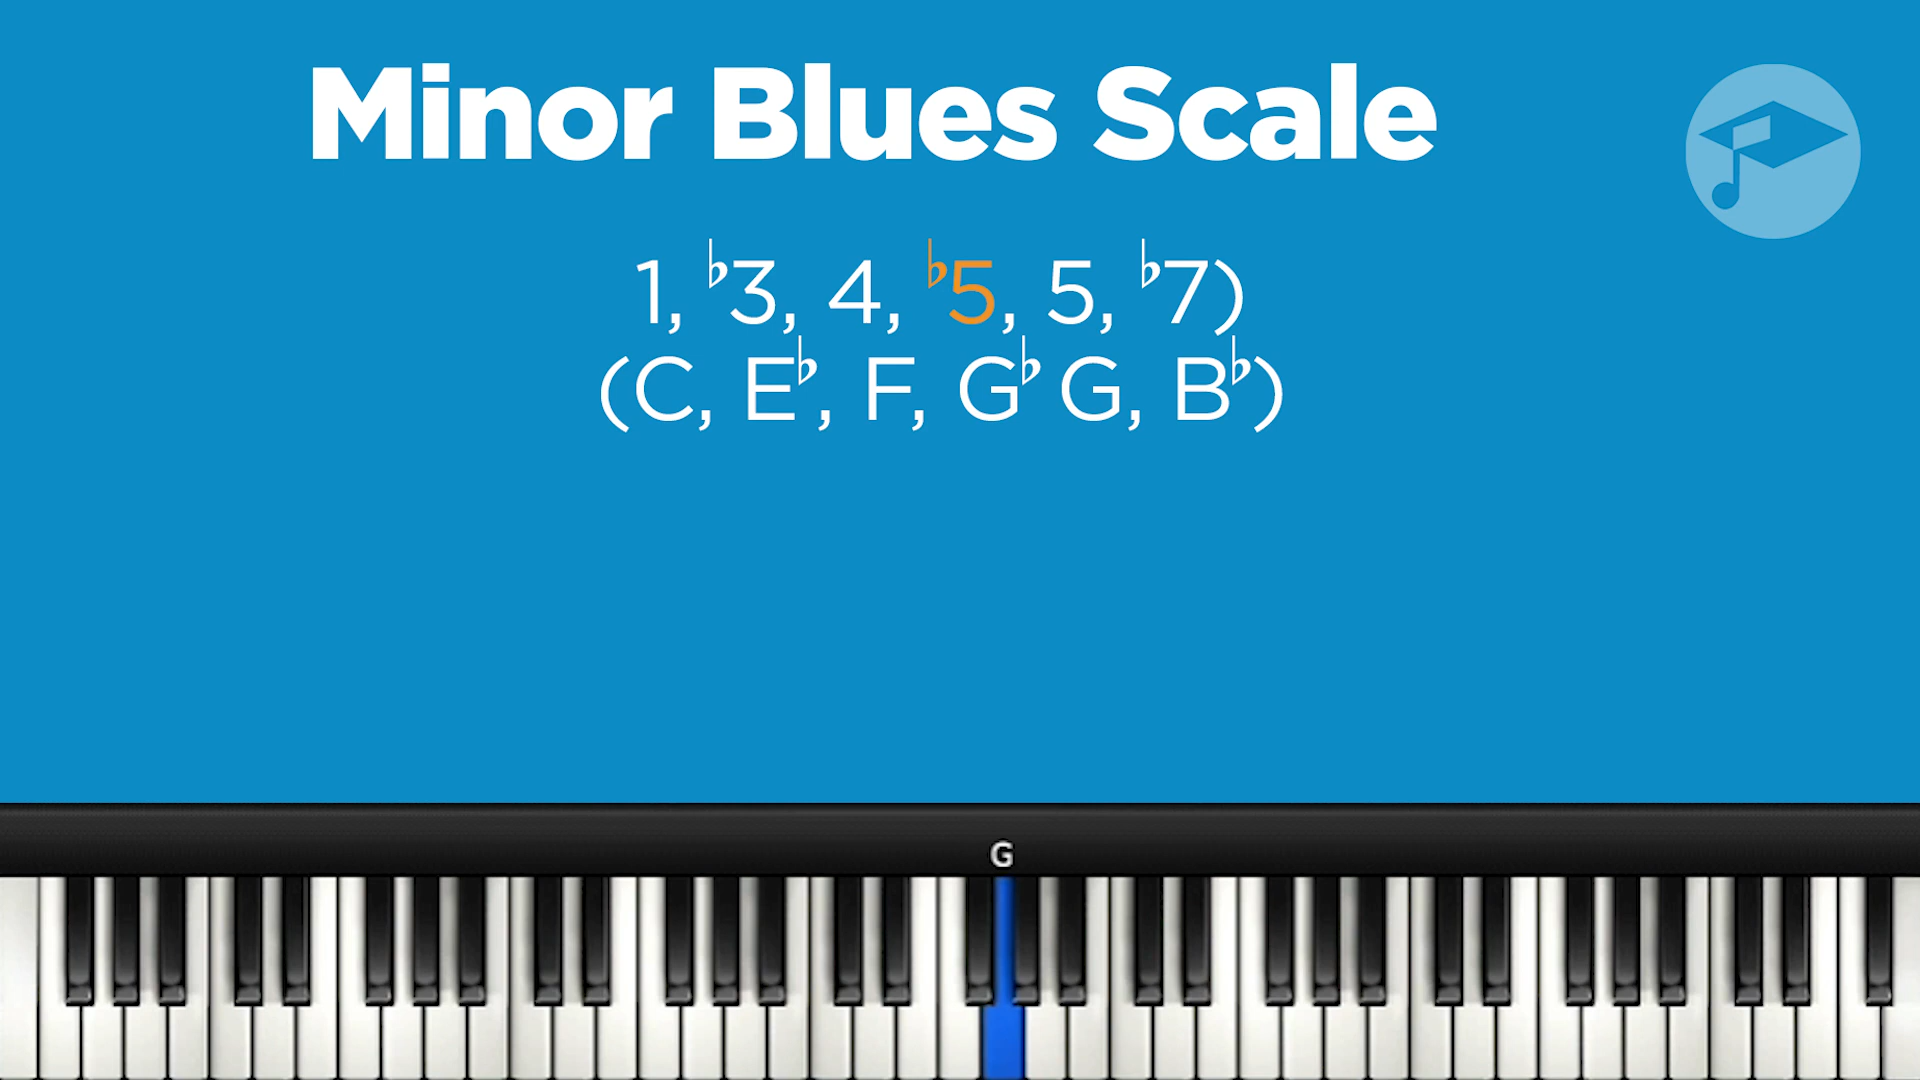 Minor Blues Scale
1, ♭3, 4, ♭5, 5, ♭7)
(C, E♭, F, G♭ G, B♭)
G